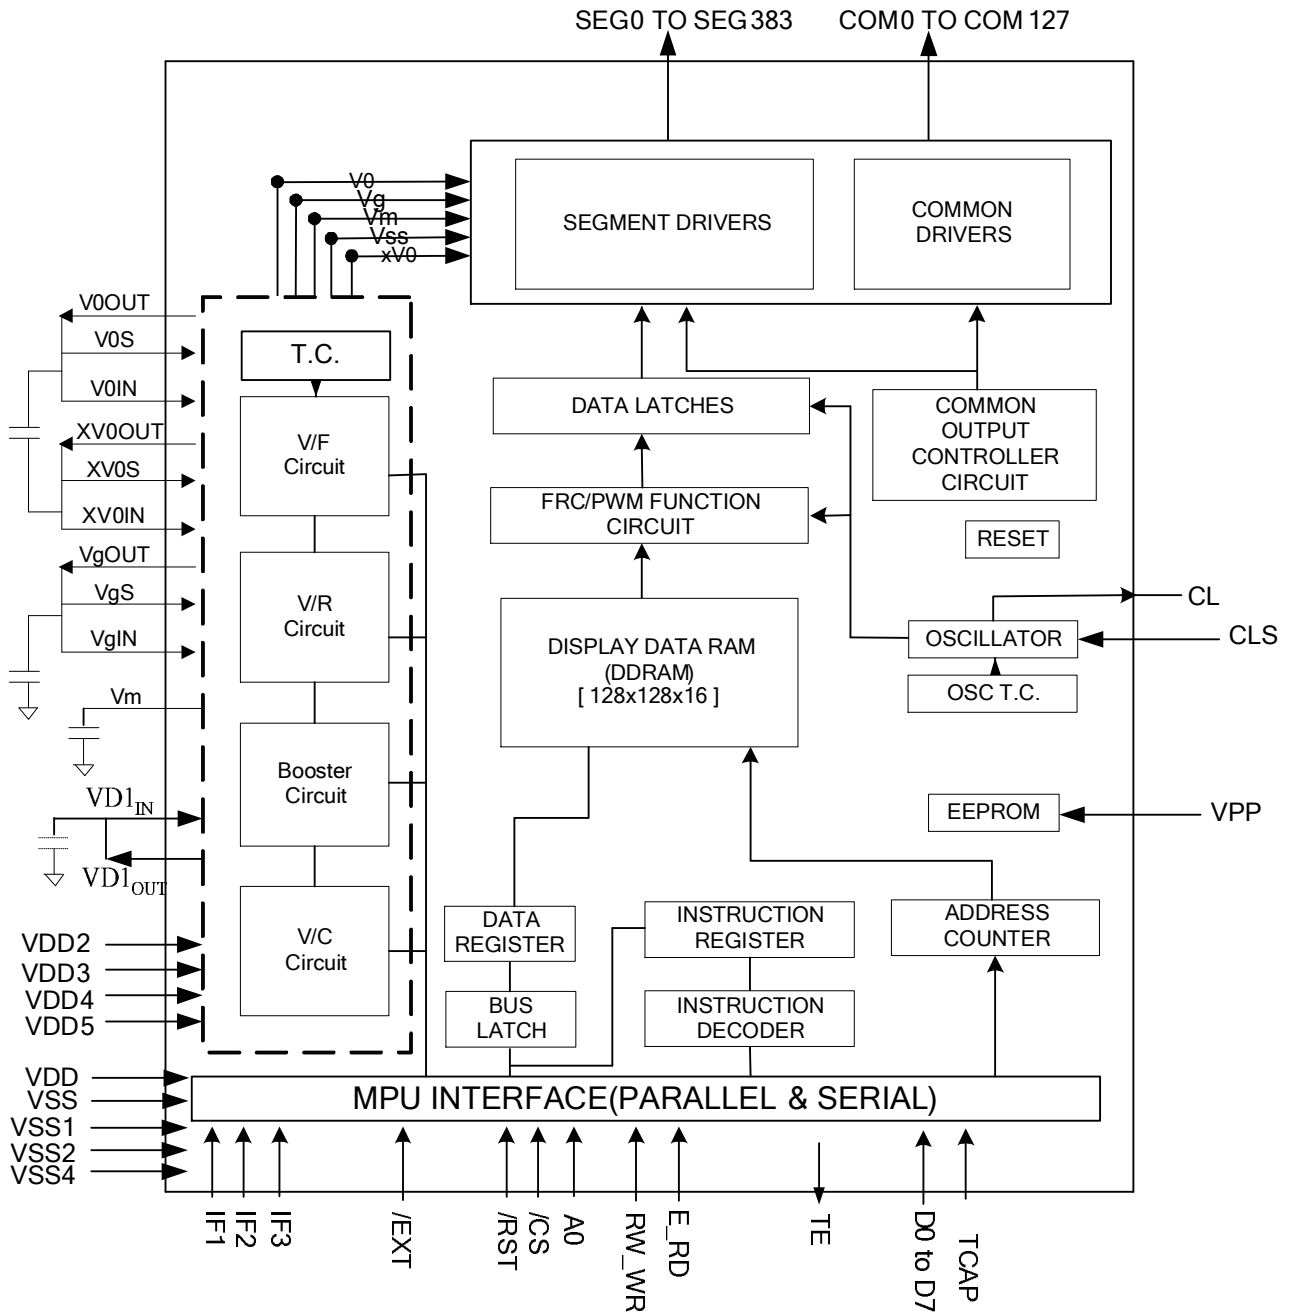 SEG0 TO SEG383
COM0 TO COM 127
V0
Vg
Vm
Vss
xV0
SEGMENT DRIVERS
COMMON
DRIVERS
V0OUT
V0S
V0IN
XV0OUT
XV0S
XV0IN
VgOUT
VgS
VgIN
Vm
VD1IN
VD1OUT
VDD2
VDD3
VDD4
VDD5
VDD
VSS
VSS1
VSS2
VSS4
T.C.
V/F
Circuit
V/R
Circuit
Booster
Circuit
V/C
Circuit
DATA LATCHES
COMMON
OUTPUT
CONTROLLER
CIRCUIT
FRC/PWM FUNCTION
CIRCUIT
RESET
DISPLAY DATA RAM
(DDRAM)
[ 128x128x16 ]
OSCILLATOR
OSC T.C.
CL
CLS
EEPROM
VPP
DATA
REGISTER
INSTRUCTION
REGISTER
ADDRESS
COUNTER
BUS
LATCH
INSTRUCTION
DECODER
MPU INTERFACE(PARALLEL & SERIAL)
IF1
IF2
IF3
/EXT
/RST
/CS
A0
RW_WR
E_RD
TE
D0 to D7
TCAP